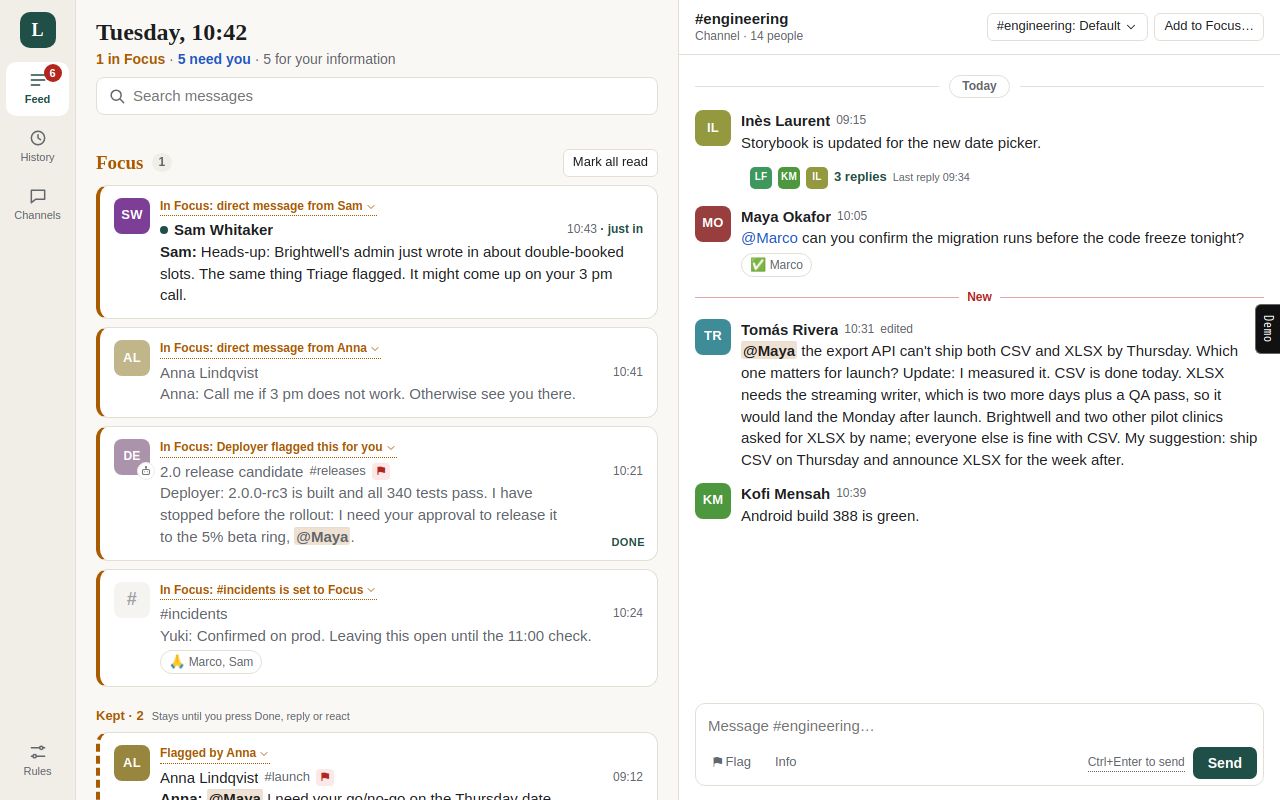 L
6
Feed
History
Channels
Rules
Tuesday, 10:42
1 in Focus · 5 need you · 5 for your information
Search messages
Focus 1
Mark all read
SW
In Focus: direct message from Sam
Sam Whitaker
10:43 · just in
Sam: Heads-up: Brightwell's admin just wrote in about double-booked
slots. The same thing Triage flagged. It might come up on your 3 pm
call.
AL
In Focus: direct message from Anna
Anna Lindqvist
10:41
Anna: Call me if 3 pm does not work. Otherwise see you there.
DE
In Focus: Deployer flagged this for you
2.0 release candidate #releases
10:21
Deployer: 2.0.0-rc3 is built and all 340 tests pass. I have
stopped before the rollout: I need your approval to release it
to the 5% beta ring, @Maya.
DONE
#
In Focus: #incidents is set to Focus
#incidents
10:24
Yuki: Confirmed on prod. Leaving this open until the 11:00 check.
🙏 Marco, Sam
Kept · 2 Stays until you press Done, reply or react
AL
Flagged by Anna
Anna Lindqvist #launch
09:12
Anna: @Maya I need your go/no-go on the Thursday date
#engineering
Channel · 14 people
#engineering: Default
Add to Focus…
Today
IL
Inès Laurent 09:15
Storybook is updated for the new date picker.
LF KM IL 3 replies Last reply 09:34
MO
Maya Okafor 10:05
@Marco can you confirm the migration runs before the code freeze tonight?
✅ Marco
New
TR
Tomás Rivera 10:31 edited
@Maya the export API can't ship both CSV and XLSX by Thursday. Which
one matters for launch? Update: I measured it. CSV is done today. XLSX
needs the streaming writer, which is two more days plus a QA pass, so it
would land the Monday after launch. Brightwell and two other pilot clinics
asked for XLSX by name; everyone else is fine with CSV. My suggestion: ship
CSV on Thursday and announce XLSX for the week after.
KM
Kofi Mensah 10:39
Android build 388 is green.
Demo
Message #engineering…
Flag
Info
Ctrl+Enter to send
Send